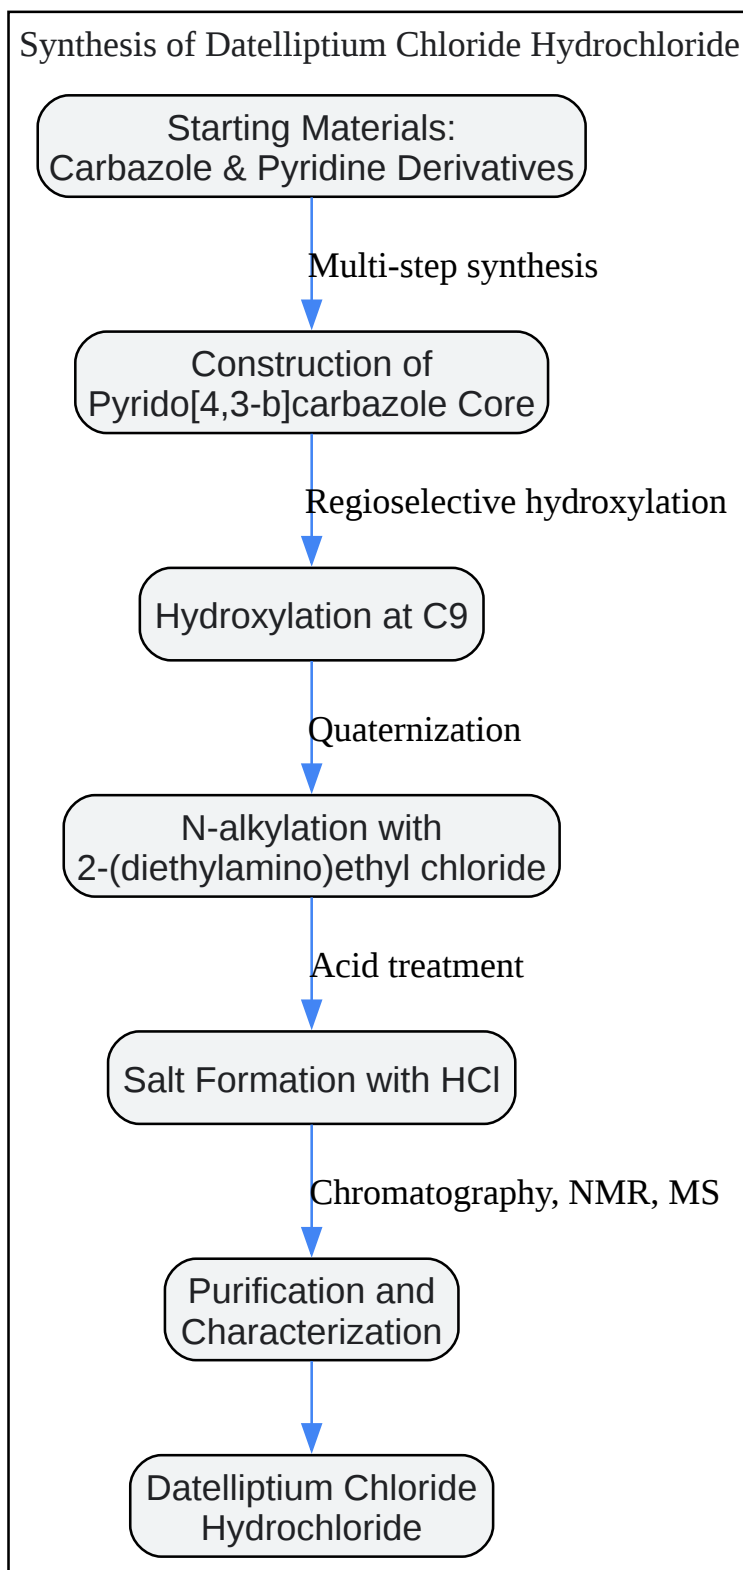 Synthesis of Datelliptium Chloride Hydrochloride
Starting Materials:
Carbazole & Pyridine Derivatives
Multi-step synthesis
Construction of
Pyrido[4,3-b]carbazole Core
Regioselective hydroxylation
Hydroxylation at C9
Quaternization
N-alkylation with
2-(diethylamino)ethyl chloride
Acid treatment
Salt Formation with HCl
Chromatography, NMR, MS
Purification and
Characterization
Datelliptium Chloride
Hydrochloride